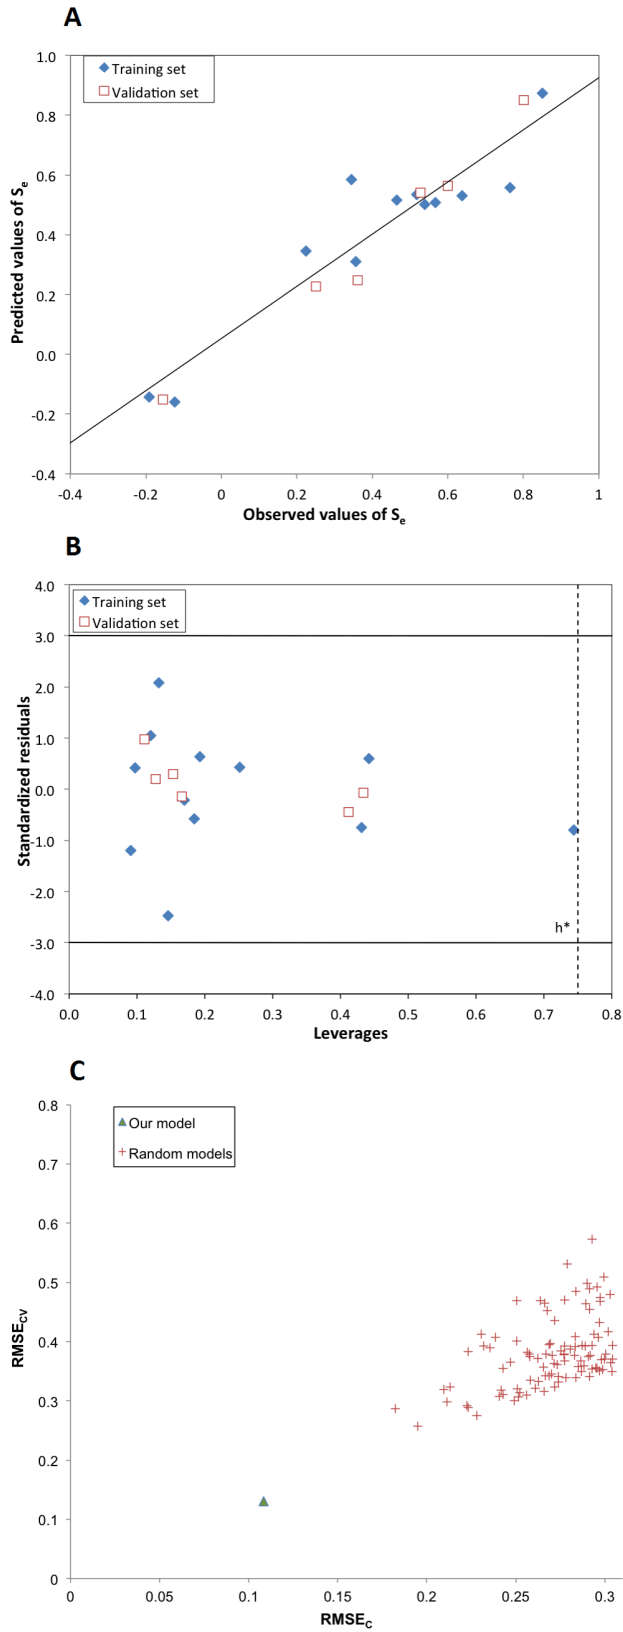 A
1.0
Training set
Validation set
0.8
0.6
0.4
0.2
0.0
-0.2
-0.4
Predicted values of Se
-0.4 -0.2 0 0.2 0.4 0.6 0.8 1
Observed values of Se
B
4.0
Training set
Validation set
3.0
2.0
1.0
0.0
-1.0
-2.0
-3.0
-4.0
Standardized residuals
h*
0.0 0.1 0.2 0.3 0.4 0.5 0.6 0.7 0.8
Leverages
C
0.8
Our model
Random models
0.7
0.6
0.5
0.4
0.3
0.2
0.1
0
RMSECV
0 0.05 0.1 0.15 0.2 0.25 0.3
RMSEC